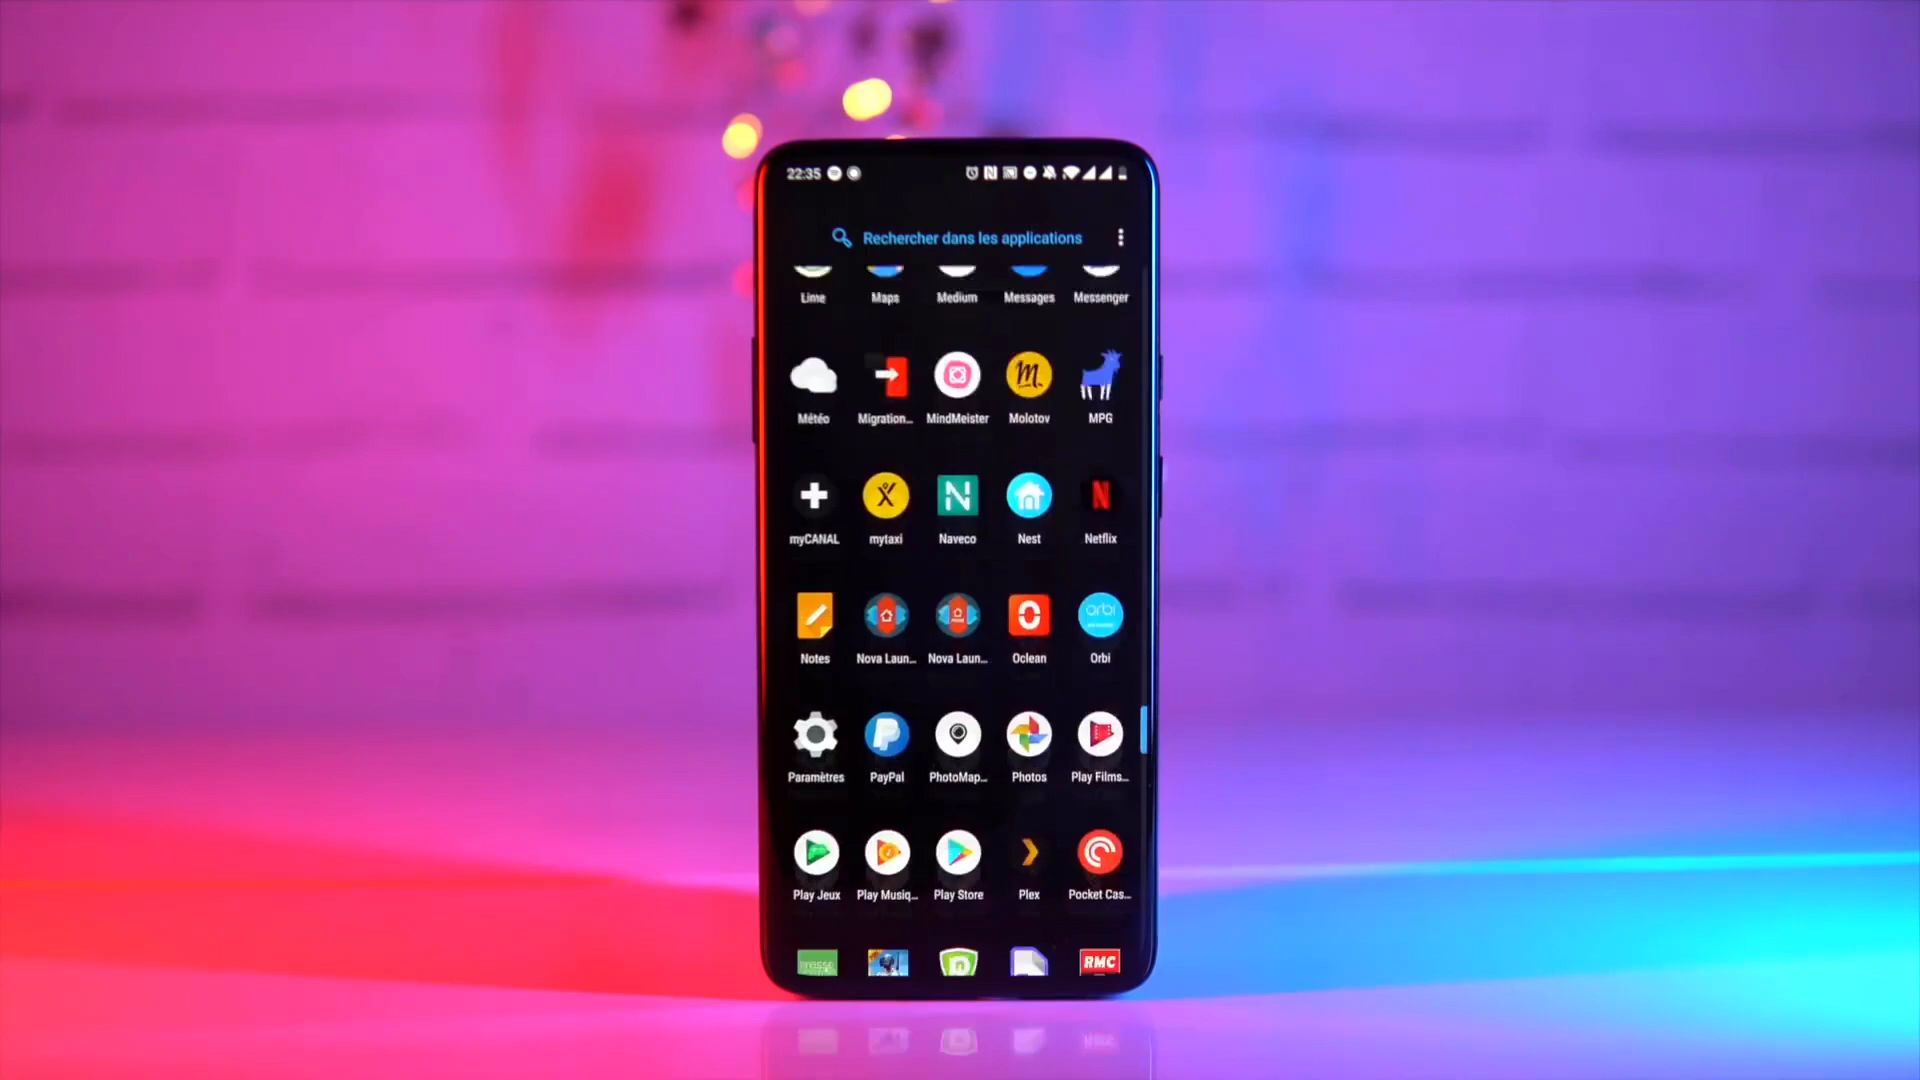 22:35
Rechercher dans les applications
Lime Maps Medium Messages Messenger
Météo Migration... MindMeister Molotov MPG
myCANAL mytaxi Naveco Nest Netflix
Notes Nova Laun... Nova Laun... Oclean Orbi
Paramètres PayPal PhotoMap... Photos Play Films...
Play Jeux Play Musiq... Play Store Plex Pocket Cas...
m
N
N
orbi
presse
RMC